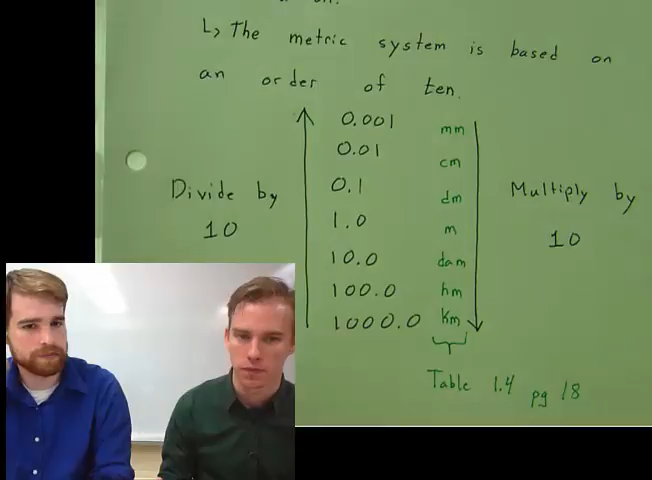 ↳ The metric system is based on
an order of ten.
0.001 mm
0.01 cm
0.1 dm
1.0 m
10.0 dam
100.0 hm
1000.0 km
Divide by
10
Multiply by
10
Table 1.4 pg 18